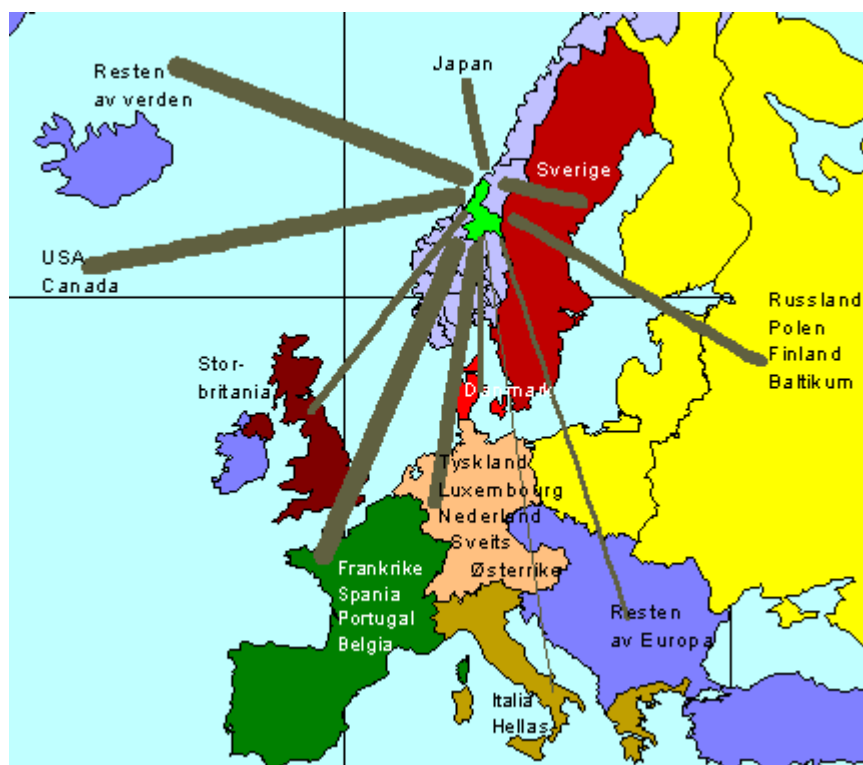 Resten
av verden
Japan
Sverige
USA
Canada
Russland
Polen
Finland
Baltikum
Stor-
britania
Danmark
Tyskland
Luxembourg
Nederland
Sveits
Østerrike
Frankrike
Spania
Portugal
Belgia
Resten
av Europa
Italia
Hellas